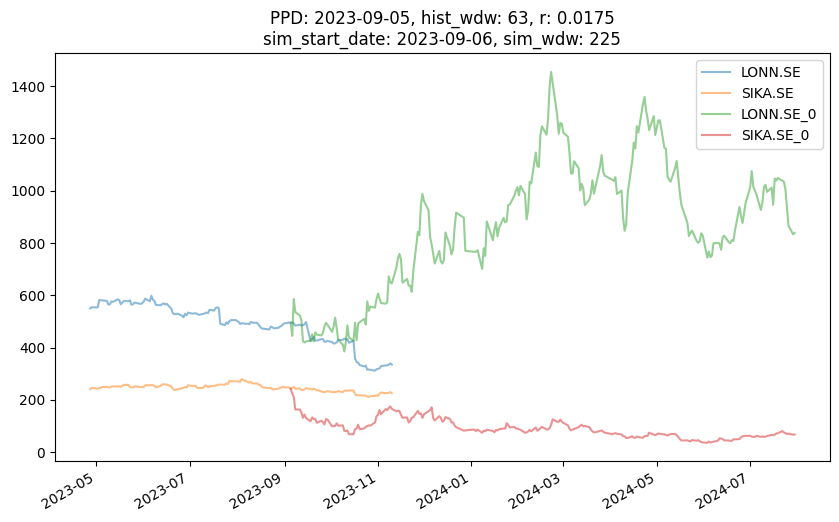 PPD: 2023-09-05, hist_wdw: 63, r: 0.0175
sim_start_date: 2023-09-06, sim_wdw: 225
1400
1200
1000
800
600
400
200
0
LONN.SE
SIKA.SE
LONN.SE_0
SIKA.SE_0
2023-05
2023-07
2023-09
2023-11
2024-01
2024-03
2024-05
2024-07